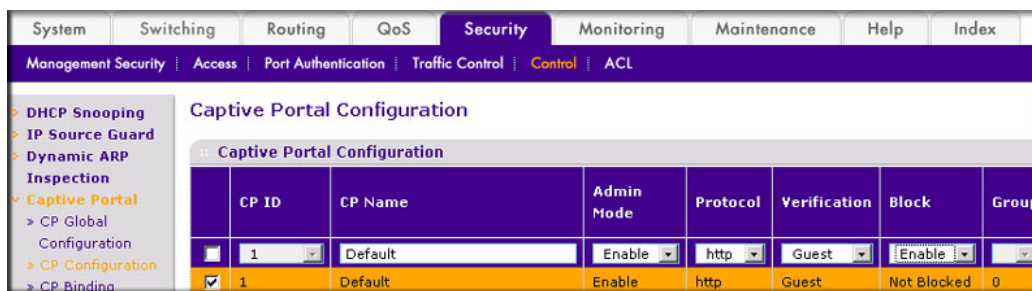 System Switching Routing QoS Security Monitoring Maintenance Help Index
Management Security Access Port Authentication Traffic Control Control ACL
DHCP Snooping
IP Source Guard
Dynamic ARP
Inspection
Captive Portal
» CP Global
Configuration
» CP Configuration
» CP Binding
Captive Portal Configuration
Captive Portal Configuration
CP ID CP Name Admin Mode Protocol Verification Block Group
1 Default Enable http Guest Enable
1 Default Enable http Guest Not Blocked 0